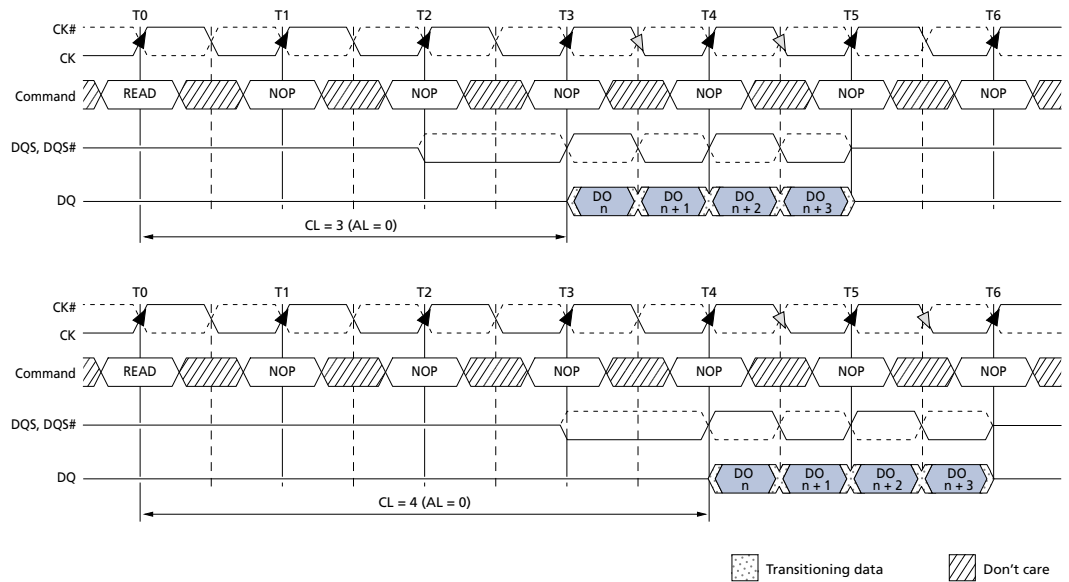 T0 T1 T2 T3 T4 T5 T6
CK#
CK
Command READ NOP NOP NOP NOP NOP NOP
DQS, DQS#
DQ DO n DO n + 1 DO n + 2 DO n + 3
CL = 3 (AL = 0)
T0 T1 T2 T3 T4 T5 T6
CK#
CK
Command READ NOP NOP NOP NOP NOP NOP
DQS, DQS#
DQ DO n DO n + 1 DO n + 2 DO n + 3
CL = 4 (AL = 0)
Transitioning data Don't care